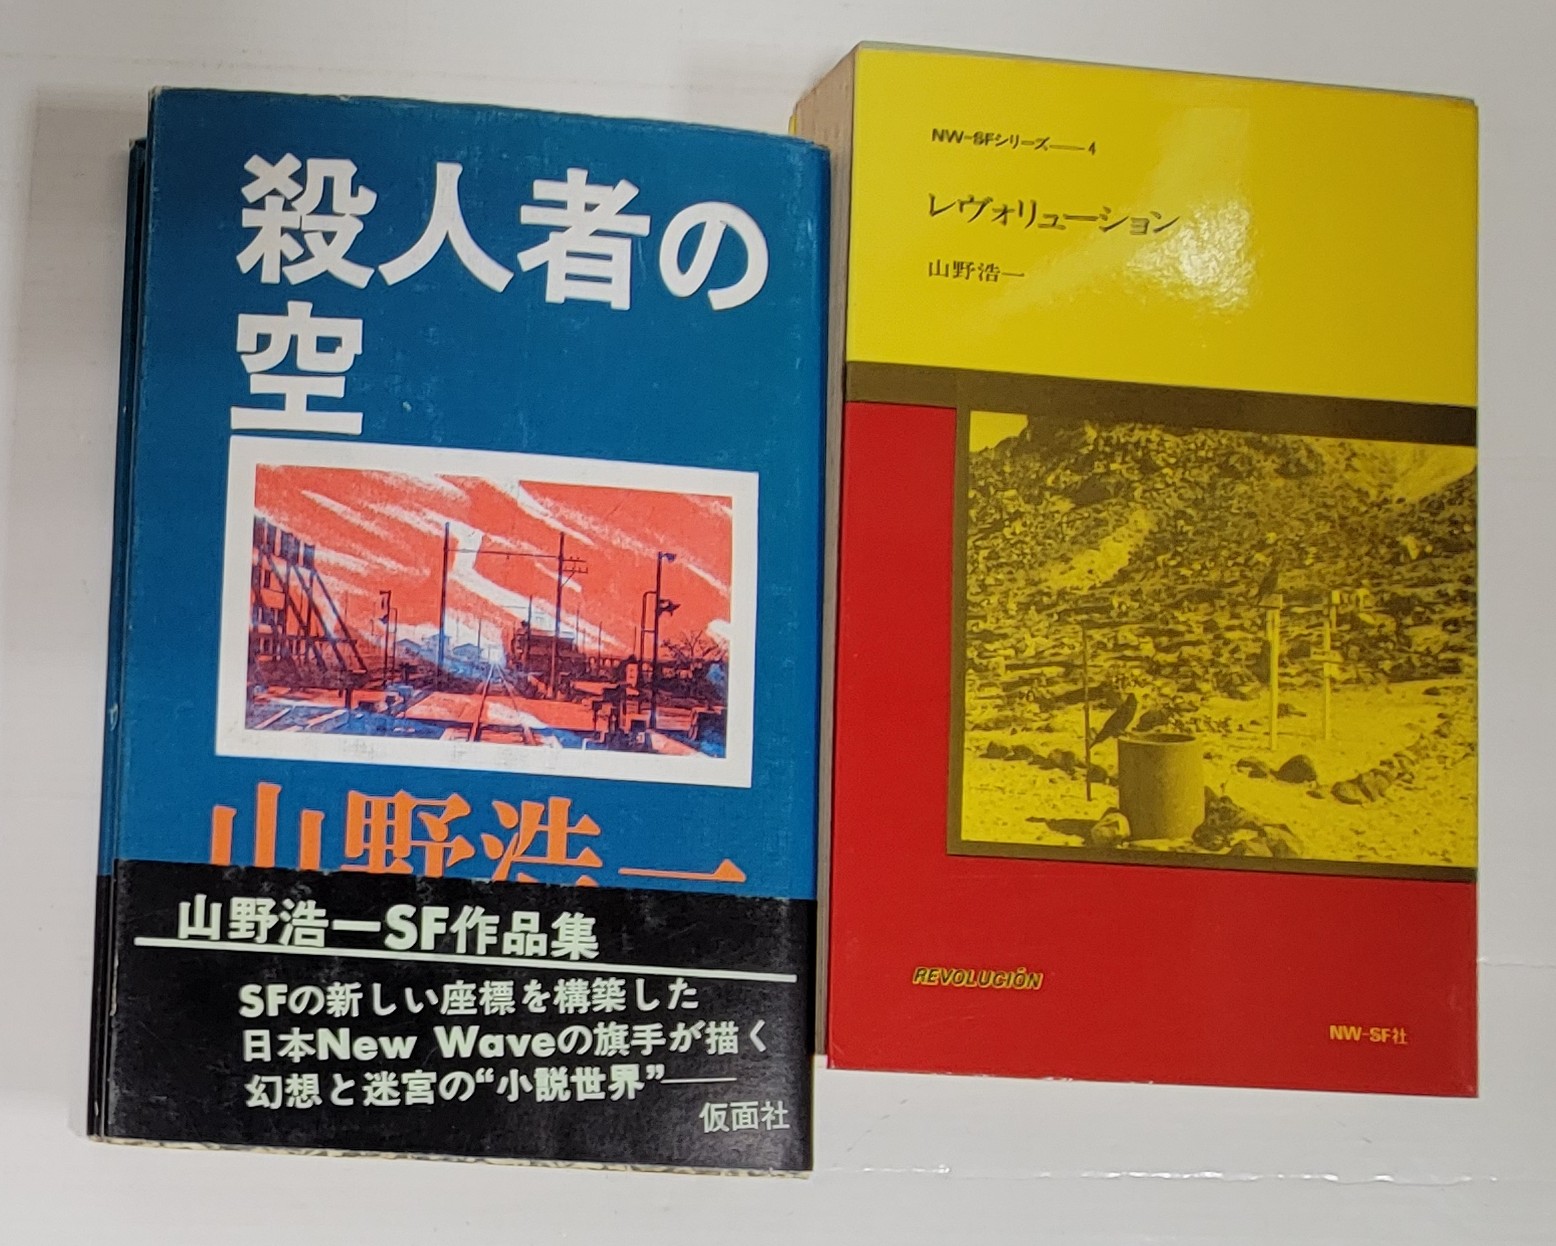 殺人者の
空
山野浩一
山野浩一SF作品集
SFの新しい座標を構築した
日本New Waveの旗手が描く
幻想と迷宮の“小説世界”――
仮面社
NW-SFシリーズ――4
レヴォリューション
山野浩一
REVOLUCIÓN
NW-SF社